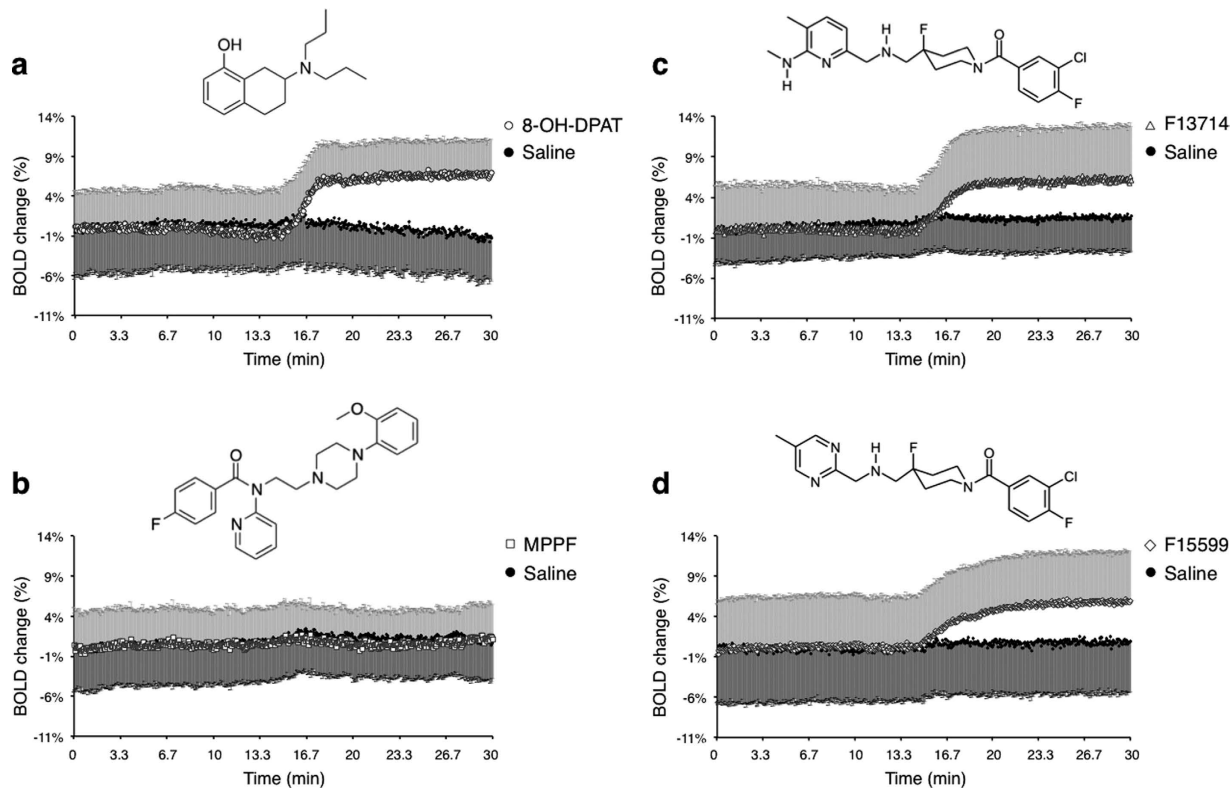 a
OH
N
8-OH-DPAT
Saline
BOLD change (%)
14%
9%
4%
-1%
-6%
-11%
0 3.3 6.7 10 13.3 16.7 20 23.3 26.7 30
Time (min)
c
H
N
N
H
N
F
N
O
Cl
F
F13714
Saline
BOLD change (%)
14%
9%
4%
-1%
-6%
-11%
0 3.3 6.7 10 13.3 16.7 20 23.3 26.7 30
Time (min)
b
O
N
N
O
N
F
N
MPPF
Saline
BOLD change (%)
14%
9%
4%
-1%
-6%
-11%
0 3.3 6.7 10 13.3 16.7 20 23.3 26.7 30
Time (min)
d
N
N
H
N
F
N
O
Cl
F
F15599
Saline
BOLD change (%)
14%
9%
4%
-1%
-6%
-11%
0 3.3 6.7 10 13.3 16.7 20 23.3 26.7 30
Time (min)